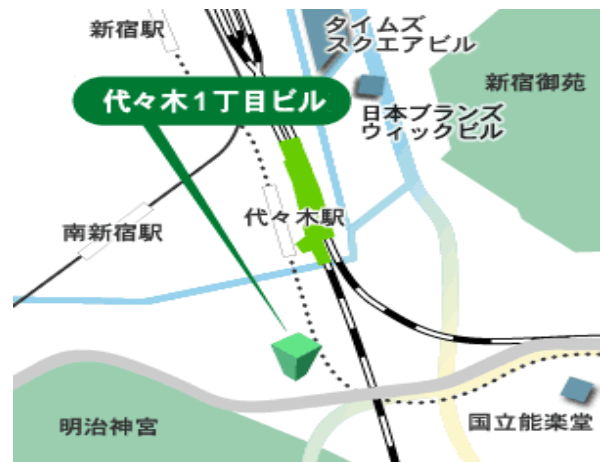 新宿駅
タイムズ
スクエアビル
新宿御苑
代々木1丁目ビル
日本ブランズ
ウィックビル
代々木駅
南新宿駅
明治神宮
国立能楽堂